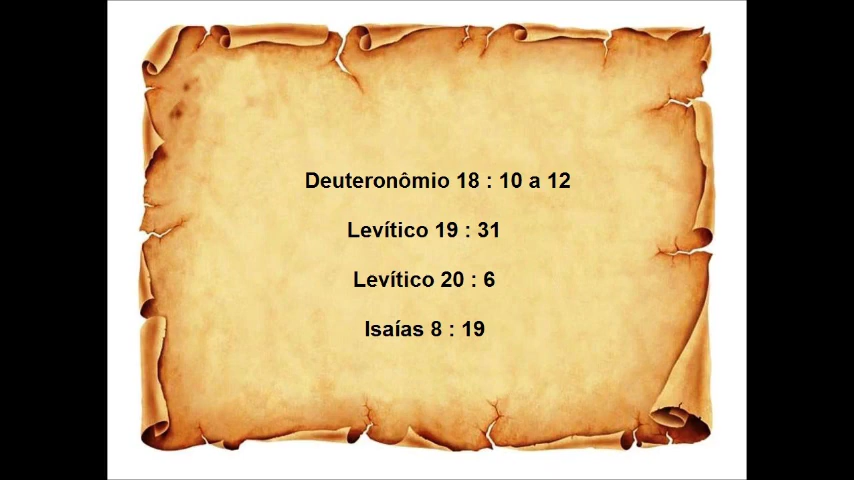 Deuteronômio 18 : 10 a 12
Levítico 19 : 31
Levítico 20 : 6
Isaías 8 : 19